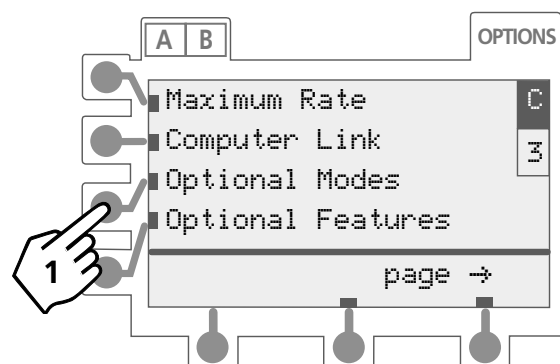 A B
OPTIONS
Maximum Rate
C
Computer Link
3
Optional Modes
Optional Features
1
page →